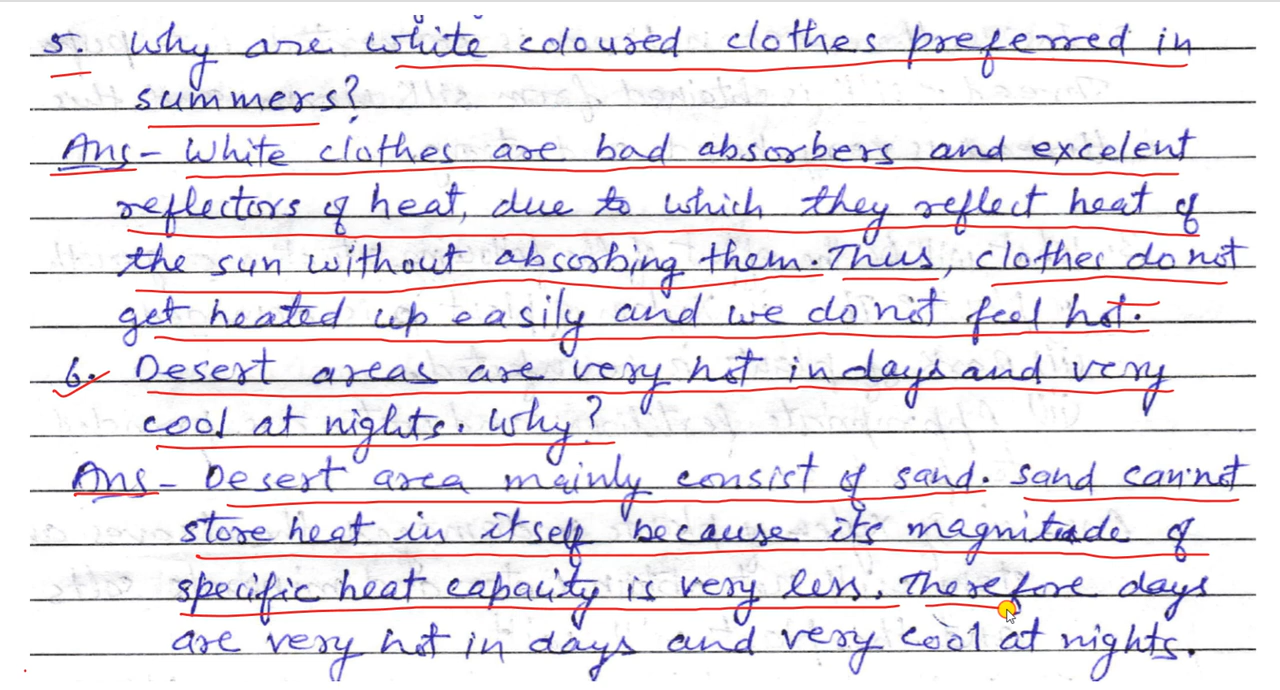 5. Why are white coloured clothes preferred in
summers?
Ans- White clothes are bad absorbers and excelent
reflectors of heat, due to which they reflect heat of
the sun without absorbing them. Thus, clothes do not
get heated up easily and we do not feel hot.
6. Desert areas are very hot in days and very
cool at nights. Why?
Ans- Desert area mainly consist of sand. Sand cannot
store heat in itself because its magnitude of
specific heat capacity is very less. Therefore days
are very hot in days and very cool at nights.